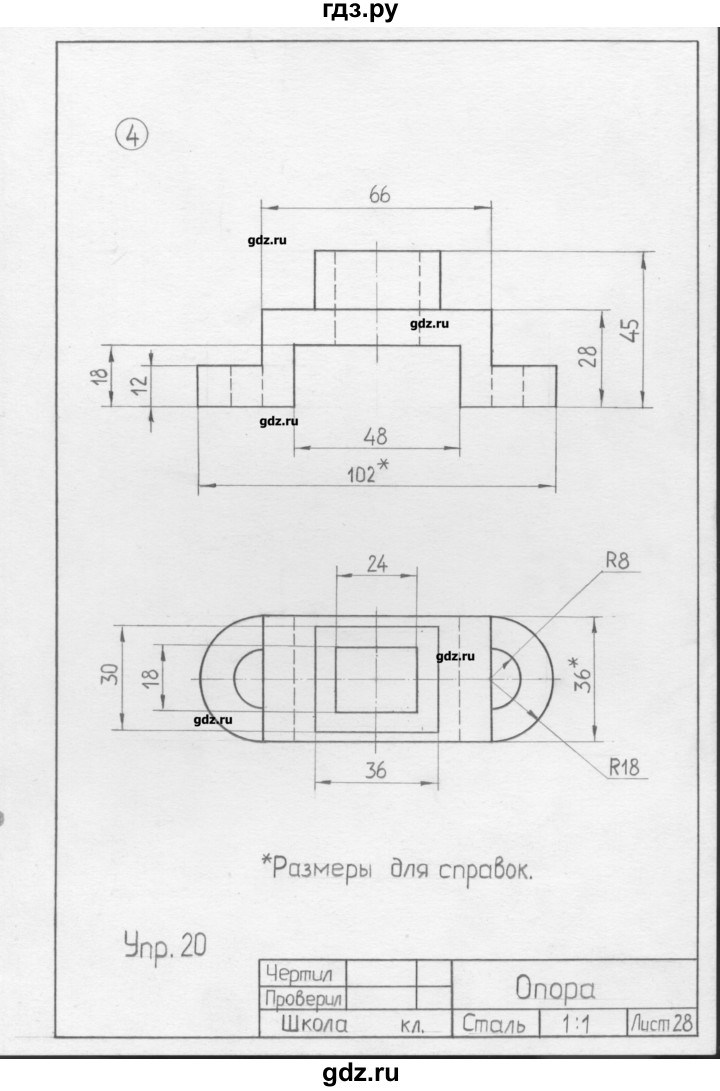 гдз.ру
4
66
gdz.ru
gdz.ru
45
28
18
12
gdz.ru
48
102*
R8
24
30
18
gdz.ru
36*
gdz.ru
36
R18
*Размеры для справок.
Упр. 20
Чертил
Проверил
Опора
Школа кл.
Сталь 1:1 Лист 28
gdz.ru